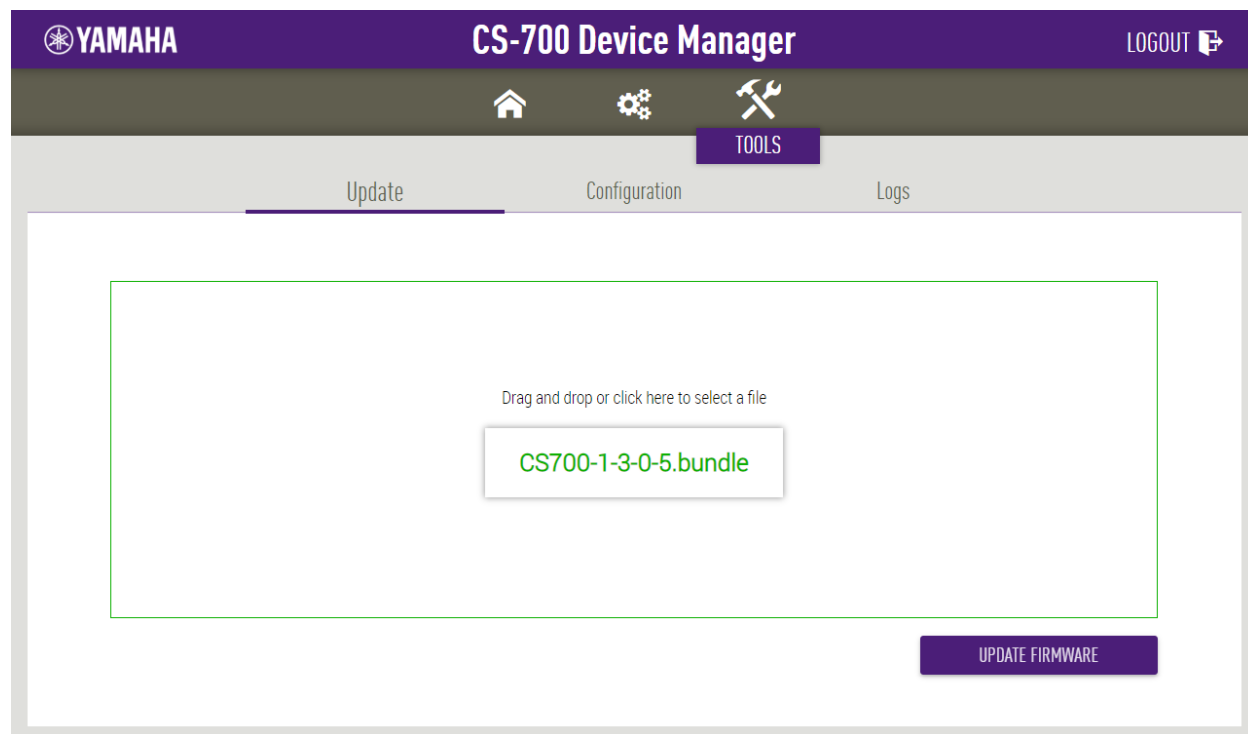 YAMAHA
CS-700 Device Manager
LOGOUT
TOOLS
Update
Configuration
Logs
Drag and drop or click here to select a file
CS700-1-3-0-5.bundle
UPDATE FIRMWARE